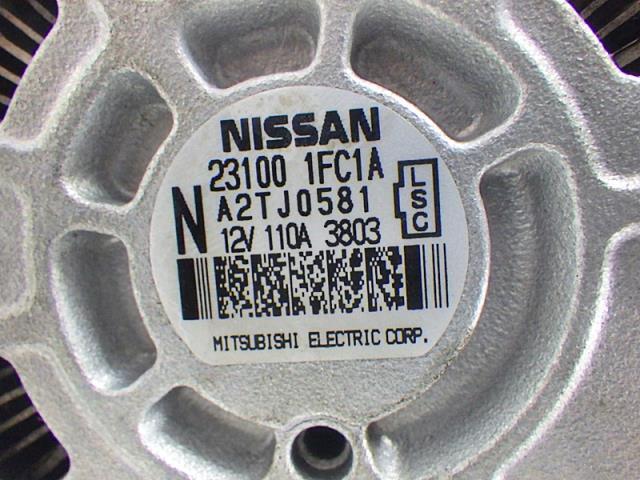 NISSAN
23100 1FC1A
N A2TJ0581 LSC
12V 110A 3803
MITSUBISHI ELECTRIC CORP.